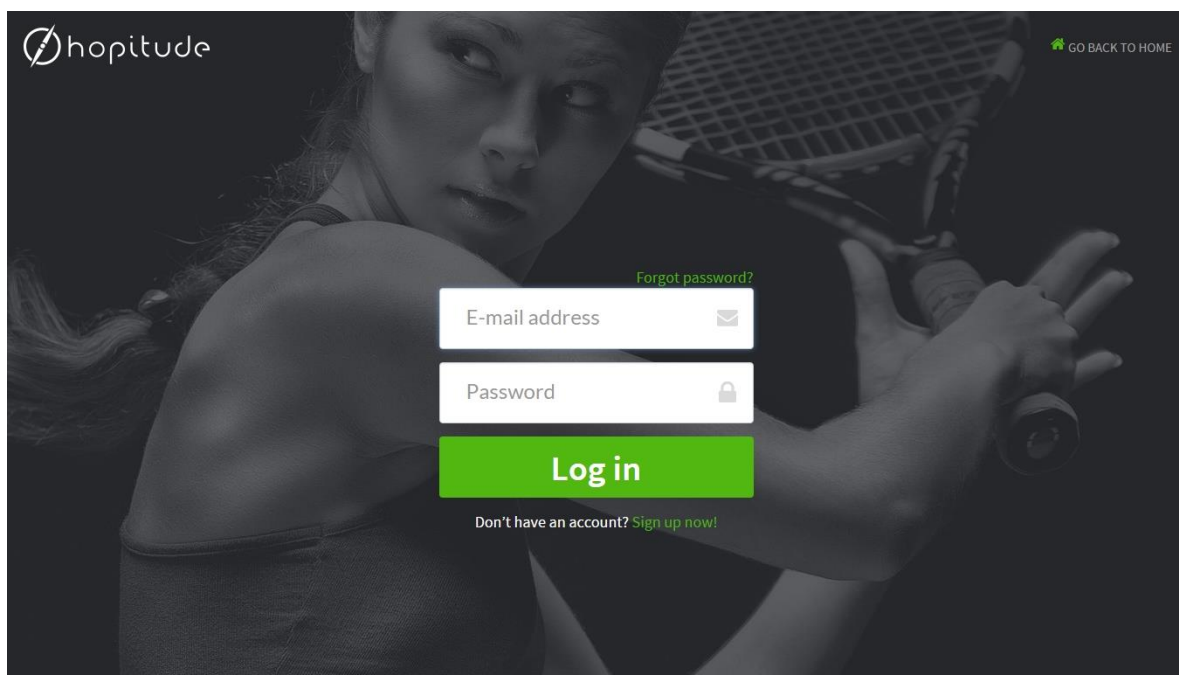 hopitude
GO BACK TO HOME
Forgot password?
E-mail address
Password
Log in
Don't have an account? Sign up now!